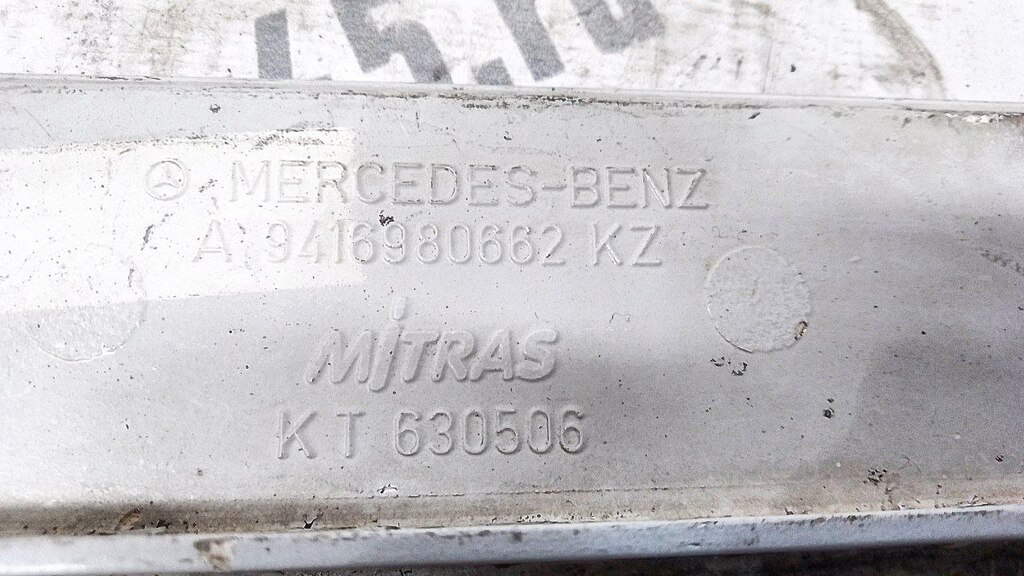 MERCEDES-BENZ
A 9416980662 KZ
MiTRAS
KT 630506